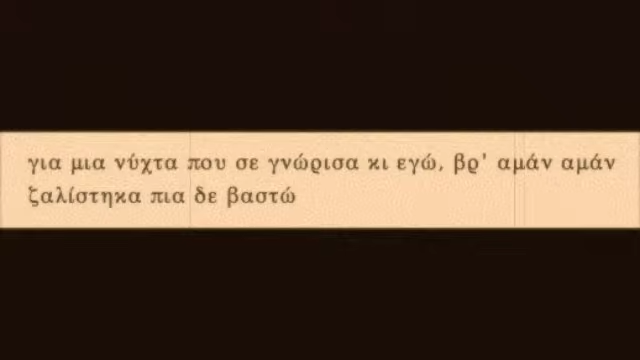 για μια νύχτα που σε γνώρισα κι εγώ, βρ' αμάν αμάν
ζαλίστηκα πια δε βαστώ